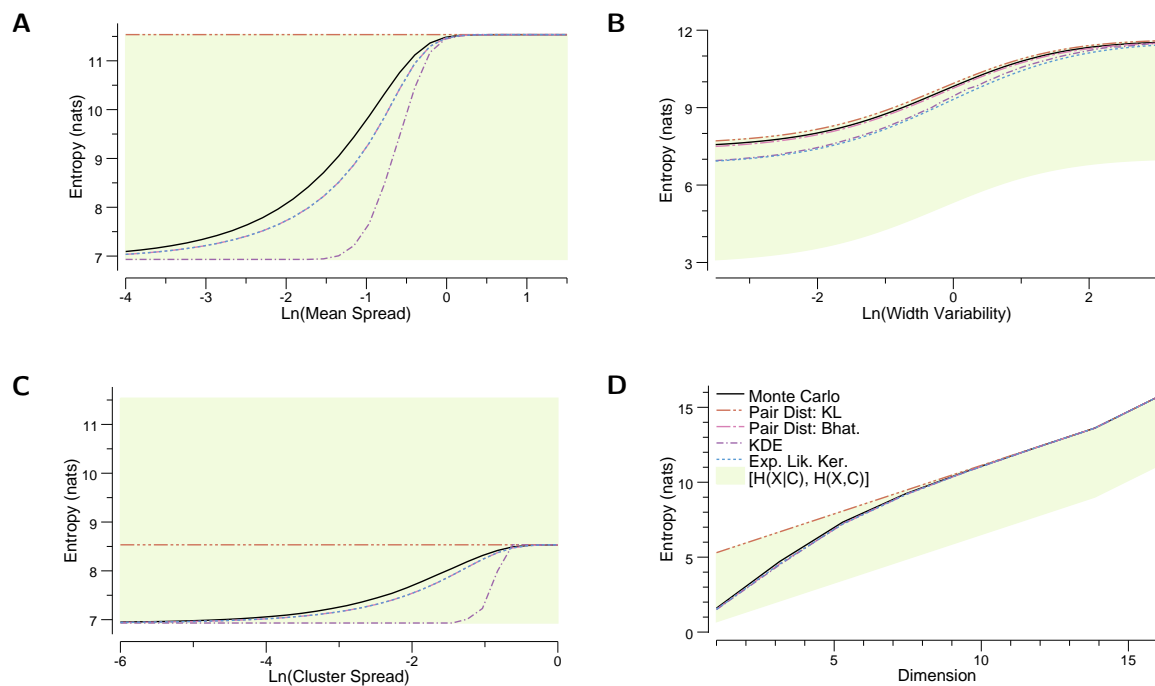 A
Entropy (nats)
11
10
9
8
7
-4
-3
-2
-1
0
1
Ln(Mean Spread)
B
Entropy (nats)
12
9
6
3
-2
0
2
Ln(Width Variability)
C
Entropy (nats)
11
10
9
8
7
-6
-4
-2
0
Ln(Cluster Spread)
D
Entropy (nats)
15
10
5
0
Monte Carlo
Pair Dist: KL
Pair Dist: Bhat.
KDE
Exp. Lik. Ker.
[H(X|C), H(X,C)]
5
10
15
Dimension